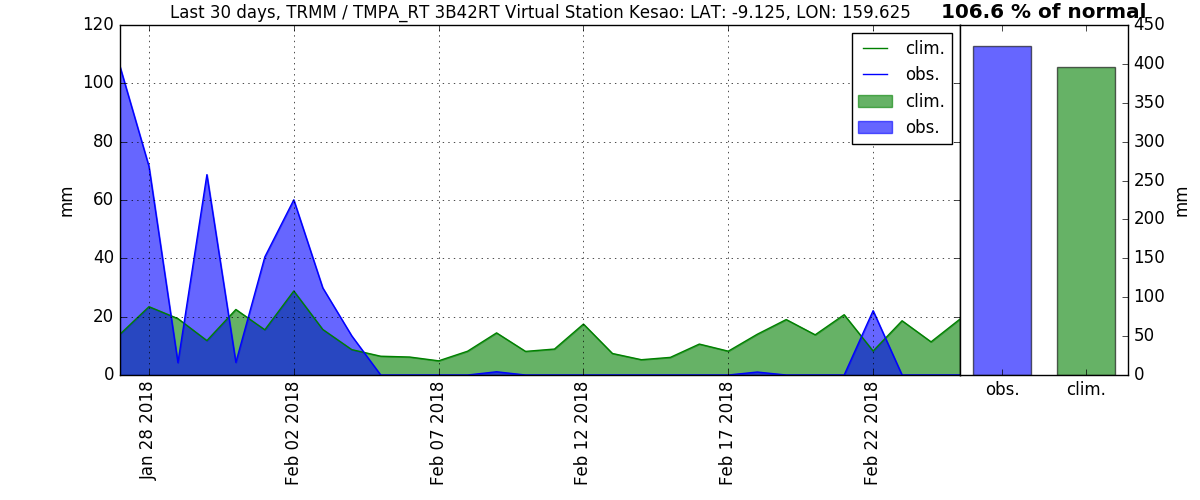 Last 30 days, TRMM / TMPA_RT 3B42RT Virtual Station Kesao: LAT: -9.125, LON: 159.625
106.6 % of normal
120
100
80
60
40
20
0
mm
clim.
obs.
clim.
obs.
450
400
350
300
250
200
150
100
50
0
mm
obs.
clim.
Jan 28 2018
Feb 02 2018
Feb 07 2018
Feb 12 2018
Feb 17 2018
Feb 22 2018